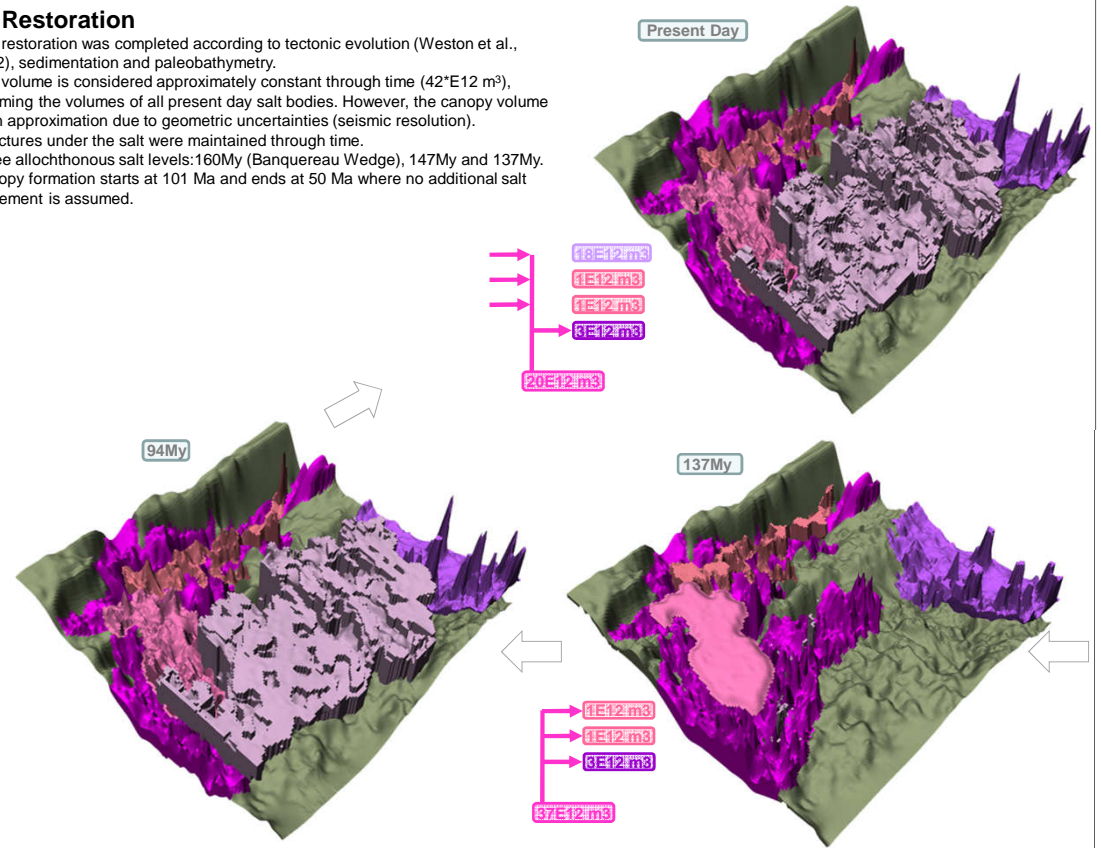 Restoration
restoration was completed according to tectonic evolution (Weston et al.,
2), sedimentation and paleobathymetry.
volume is considered approximately constant through time (42*E12 m³),
ming the volumes of all present day salt bodies. However, the canopy volume
n approximation due to geometric uncertainties (seismic resolution).
ctures under the salt were maintained through time.
ee allochthonous salt levels:160My (Banquereau Wedge), 147My and 137My.
opy formation starts at 101 Ma and ends at 50 Ma where no additional salt
ement is assumed.
Present Day
18E12 m3
1E12 m3
1E12 m3
3E12 m3
20E12 m3
94My
137My
1E12 m3
1E12 m3
3E12 m3
37E12 m3